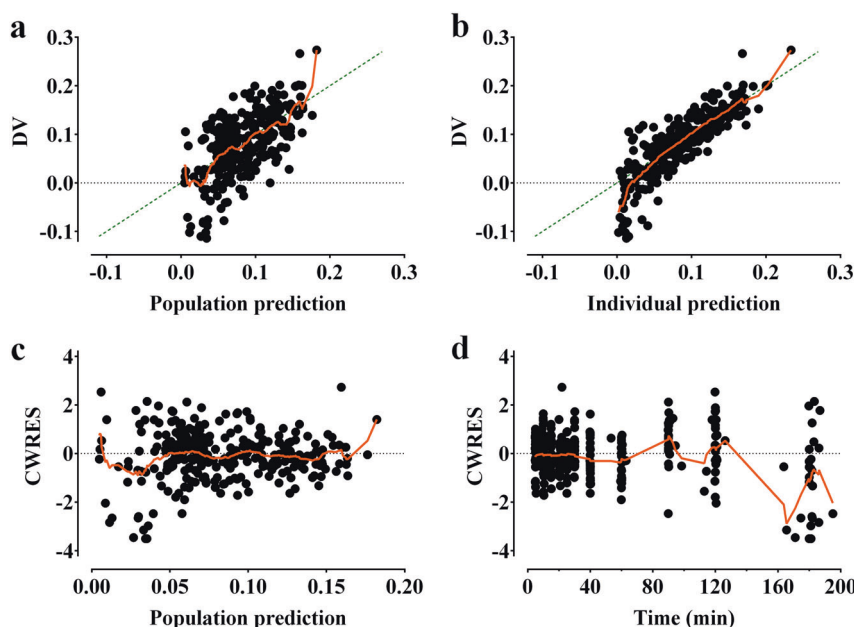 a
0.3
0.2
0.1
0.0
-0.1
DV
-0.1 0.0 0.1 0.2 0.3
Population prediction
b
0.3
0.2
0.1
0.0
-0.1
DV
-0.1 0.0 0.1 0.2 0.3
Individual prediction
c
4
2
0
-2
-4
CWRES
0.00 0.05 0.10 0.15 0.20
Population prediction
d
4
2
0
-2
-4
CWRES
0 40 80 120 160 200
Time (min)